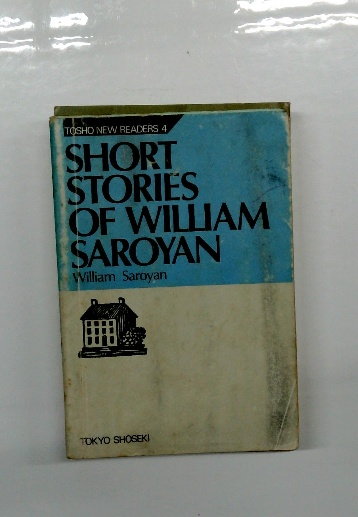 TOSHO NEW READERS 4
SHORT
STORIES
OF WILLIAM
SAROYAN
William Saroyan
TOKYO SHOSEKI